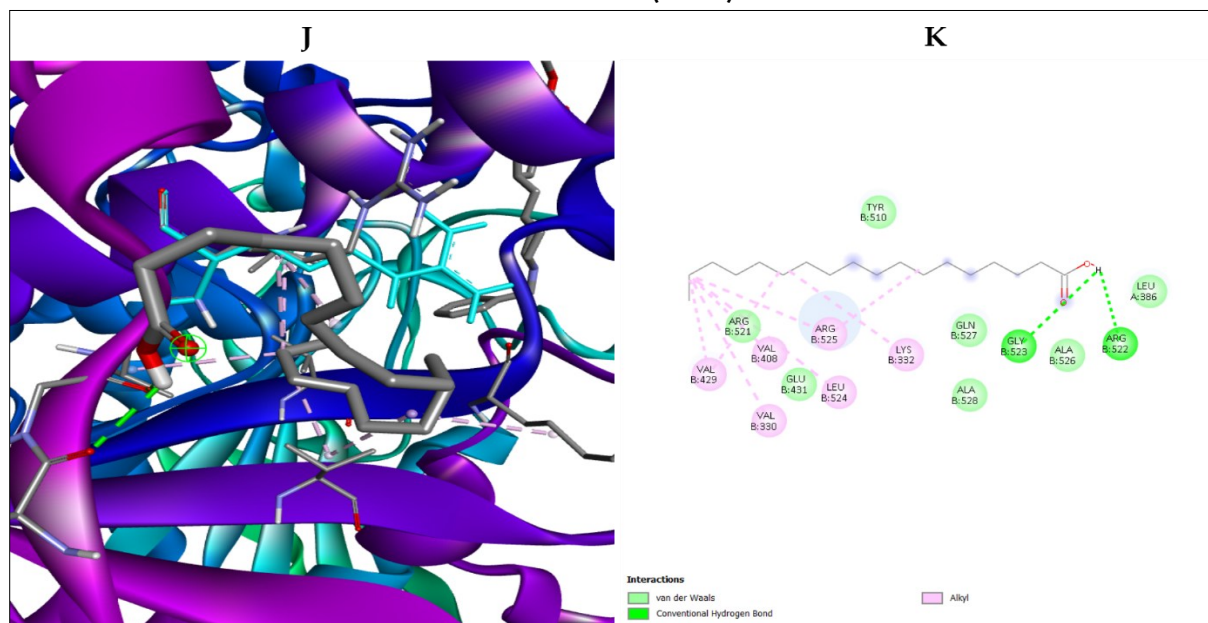 J
K
TYR
B:510
O
H
LEU
A:386
ARG
B:521
VAL
B:408
ARG
B:525
GLN
B:527
GLY
B:523
ARG
B:522
LYS
B:332
ALA
B:526
VAL
B:429
GLU
B:431
LEU
B:524
ALA
B:528
VAL
B:330
Interactions
van der Waals
Conventional Hydrogen Bond
Alkyl